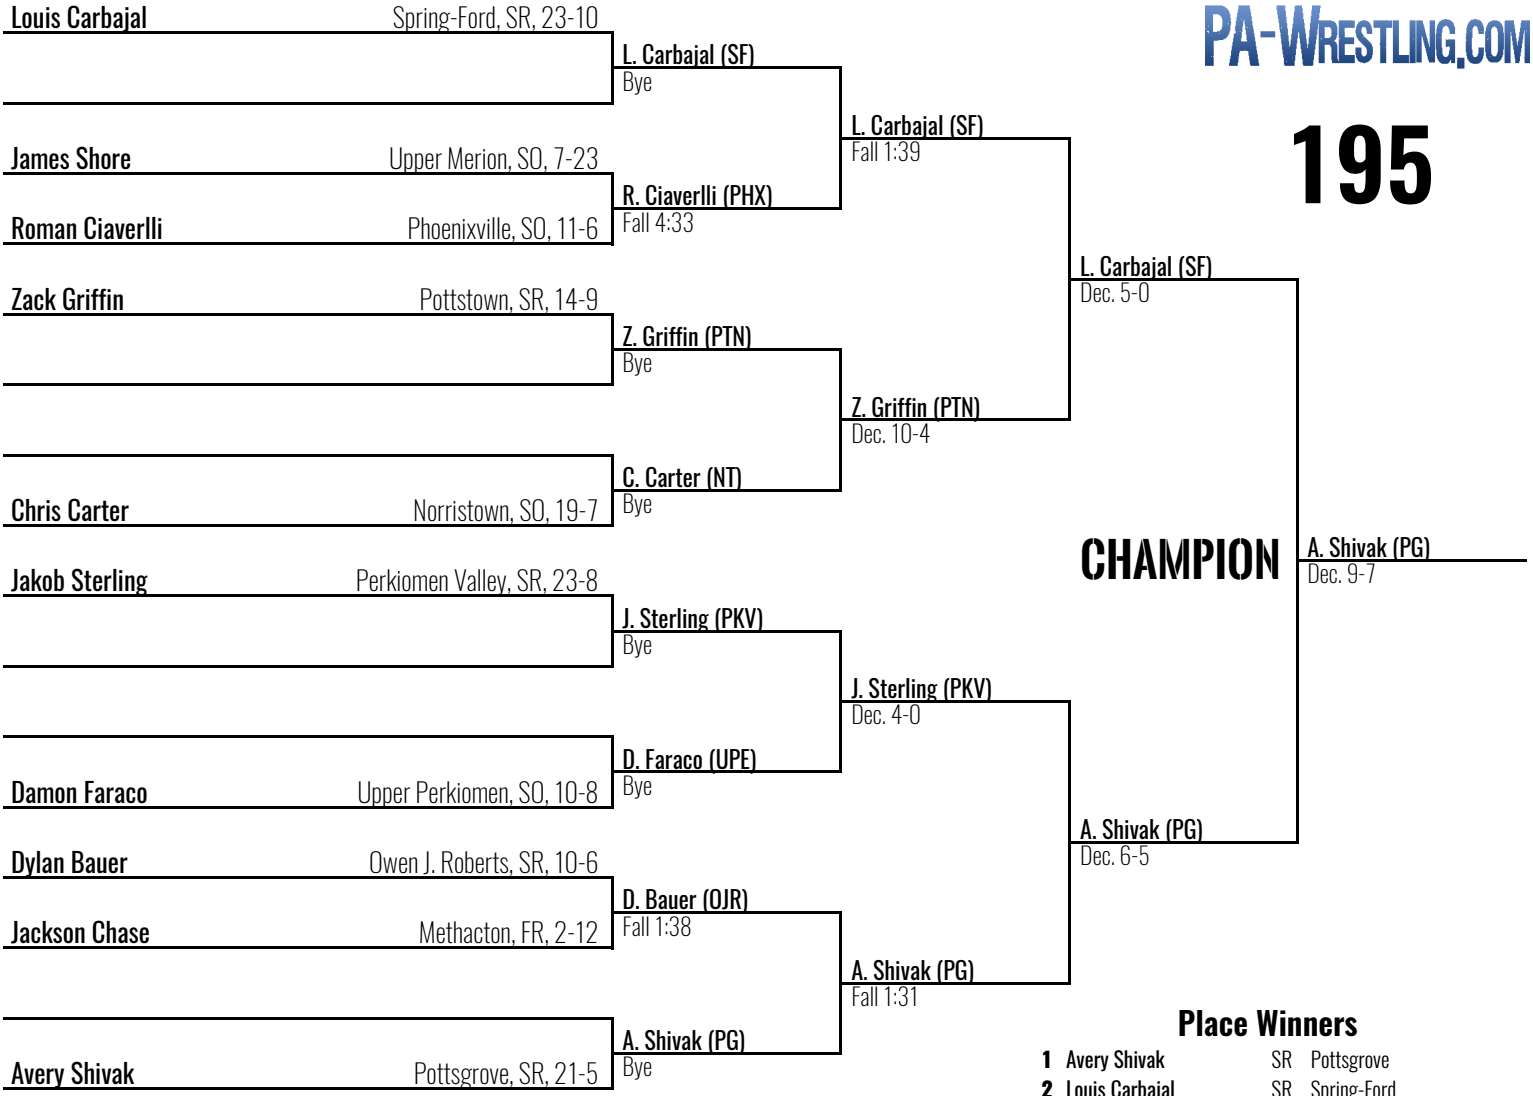 Louis Carbajal Spring-Ford, SR, 23-10
L. Carbajal (SF)
Bye
PA-WRESTLING.COM
195
L. Carbajal (SF)
Fall 1:39
James Shore Upper Merion, SO, 7-23
R. Ciaverlli (PHX)
Fall 4:33
Roman Ciaverlli Phoenixville, SO, 11-6
L. Carbajal (SF)
Dec. 5-0
Zack Griffin Pottstown, SR, 14-9
Z. Griffin (PTN)
Bye
Z. Griffin (PTN)
Dec. 10-4
C. Carter (NT)
Bye
Chris Carter Norristown, SO, 19-7
CHAMPION
A. Shivak (PG)
Dec. 9-7
Jakob Sterling Perkiomen Valley, SR, 23-8
J. Sterling (PKV)
Bye
J. Sterling (PKV)
Dec. 4-0
D. Faraco (UPE)
Bye
Damon Faraco Upper Perkiomen, SO, 10-8
A. Shivak (PG)
Dec. 6-5
Dylan Bauer Owen J. Roberts, SR, 10-6
D. Bauer (OJR)
Fall 1:38
Jackson Chase Methacton, FR, 2-12
A. Shivak (PG)
Fall 1:31
A. Shivak (PG)
Bye
Avery Shivak Pottsgrove, SR, 21-5
Place Winners
1 Avery Shivak SR Pottsgrove
2 Louis Carbajal SR Spring-Ford